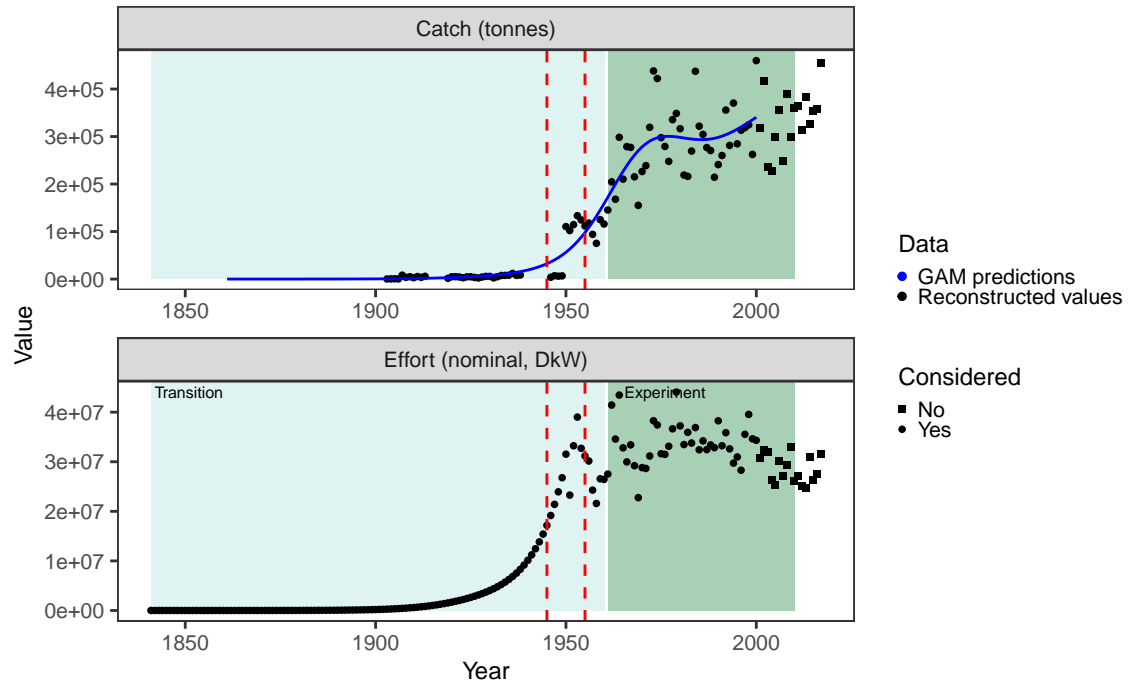 Catch (tonnes)
4e+05
3e+05
2e+05
1e+05
0e+00
1850 1900 1950 2000
Value
Effort (nominal, DkW)
Transition Experiment
4e+07
3e+07
2e+07
1e+07
0e+00
1850 1900 1950 2000
Year
Data
GAM predictions
Reconstructed values
Considered
No
Yes